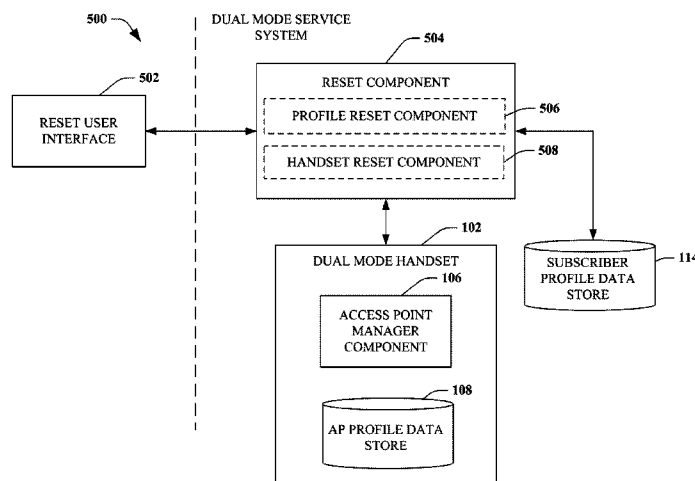 500
DUAL MODE SERVICE
SYSTEM
502
504
RESET USER
INTERFACE
RESET COMPONENT
PROFILE RESET COMPONENT
506
HANDSET RESET COMPONENT
508
102
DUAL MODE HANDSET
106
ACCESS POINT
MANAGER
COMPONENT
108
AP PROFILE DATA
STORE
SUBSCRIBER
PROFILE DATA
STORE
114